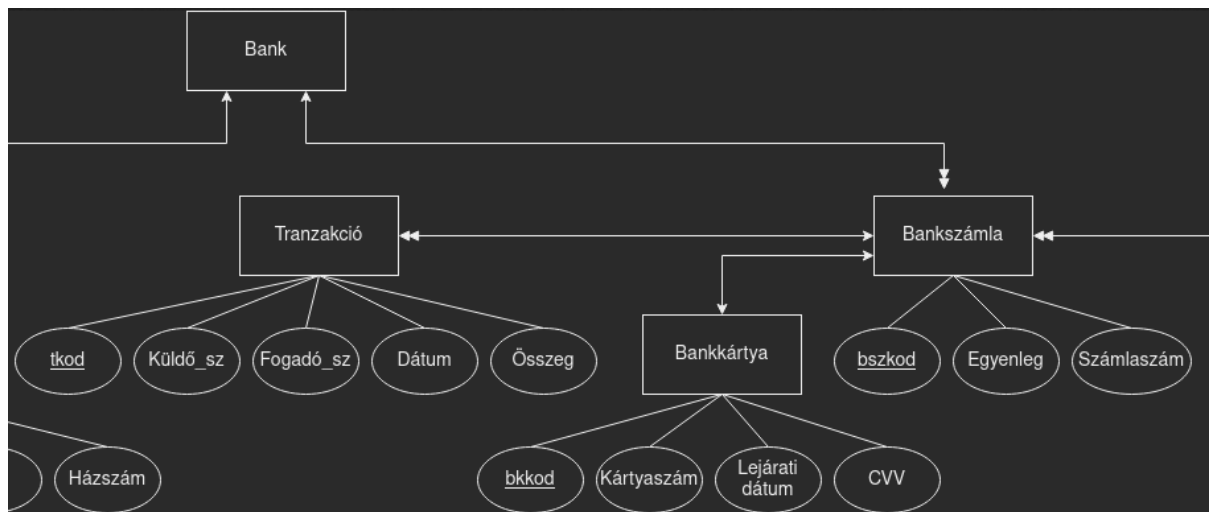 Bank
Tranzakció
Bankszámla
tkod
Küldő_sz
Fogadó_sz
Dátum
Összeg
Bankkártya
bszkod
Egyenleg
Számlaszám
Házszám
bkkod
Kártyaszám
Lejárati
dátum
CVV